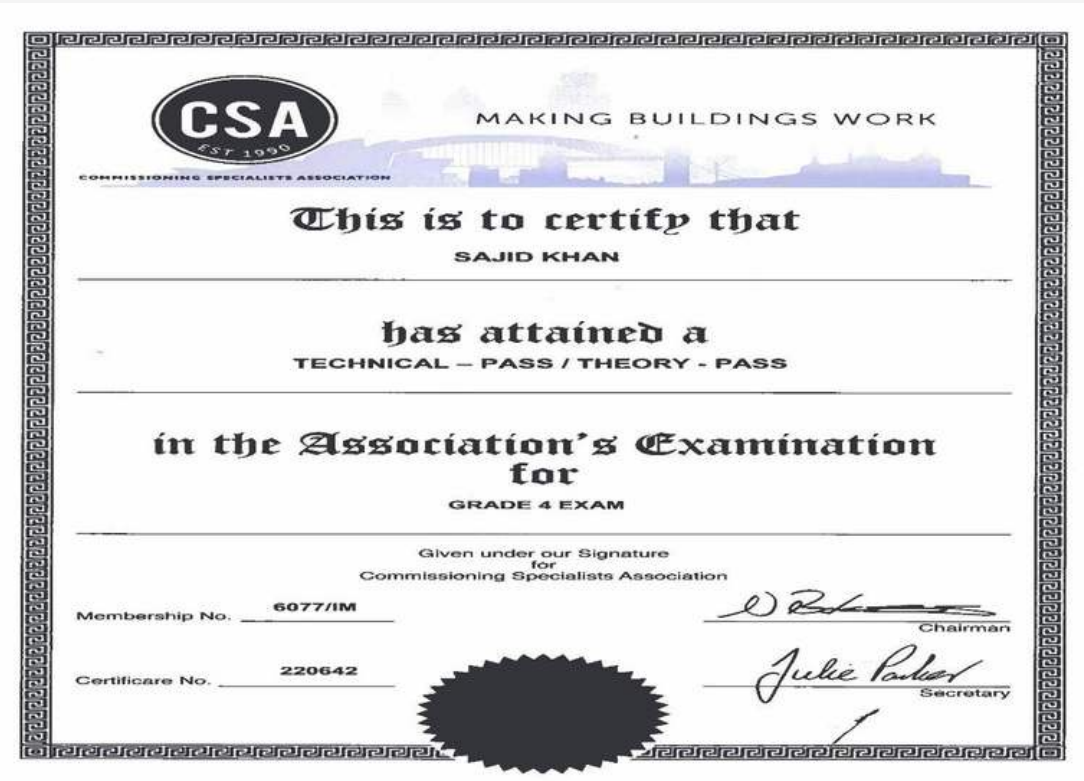 CSA
EST 1990
COMMISSIONING SPECIALISTS ASSOCIATION
MAKING BUILDINGS WORK
This is to certify that
SAJID KHAN
has attained a
TECHNICAL – PASS / THEORY - PASS
in the Association's Examination
for
GRADE 4 EXAM
Given under our Signature
for
Commissioning Specialists Association
Membership No. 6077/IM
Chairman
Certificare No. 220642
Julie Parker
Secretary